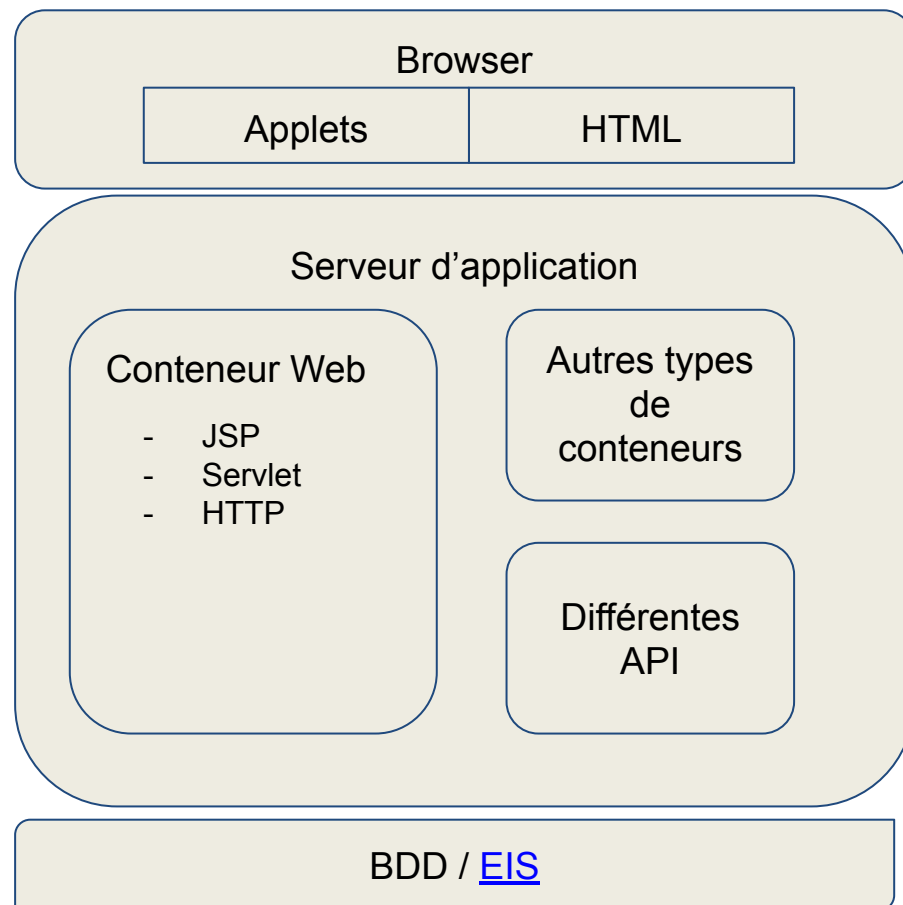 Browser
Applets
HTML
Serveur d’application
Conteneur Web
- JSP
- Servlet
- HTTP
Autres types
de
conteneurs
Différentes
API
BDD / EIS